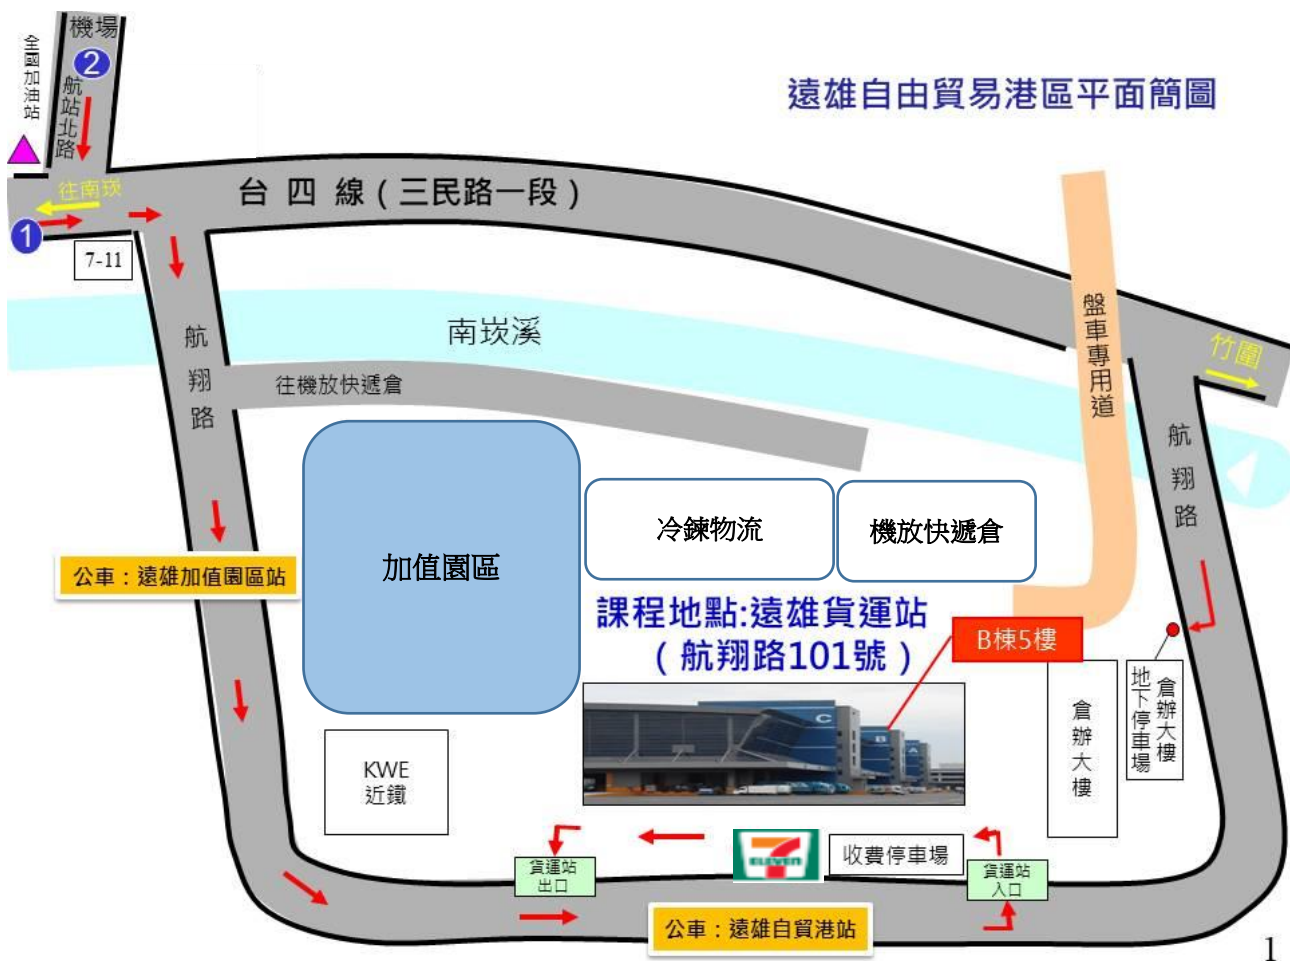 遠雄自由貿易港區平面簡圖
機場
2
航站北路
全國加油站
往南崁
1
7-11
台四線（三民路一段）
南崁溪
航翔路
往機放快遞倉
盤車專用道
竹圍
航翔路
加值園區
冷鍊物流
機放快遞倉
公車：遠雄加值園區站
課程地點:遠雄貨運站
（航翔路101號）
B棟5樓
C
B
A
KWE
近鐵
倉辦大樓
倉辦大樓
地下停車場
7
ELEVEN
收費停車場
貨運站
出口
貨運站
入口
公車：遠雄自貿港站
1